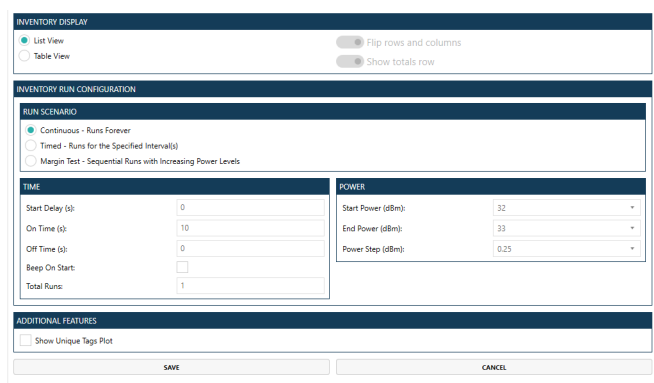 INVENTORY DISPLAY
List View
Flip rows and columns
Table View
Show totals row
INVENTORY RUN CONFIGURATION
RUN SCENARIO
Continuous - Runs Forever
Timed - Runs for the Specified Interval(s)
Margin Test - Sequential Runs with Increasing Power Levels
TIME
Start Delay (s): 0
On Time (s): 10
Off Time (s): 0
Beep On Start:
Total Runs: 1
POWER
Start Power (dBm): 32
End Power (dBm): 33
Power Step (dBm): 0.25
ADDITIONAL FEATURES
Show Unique Tags Plot
SAVE
CANCEL